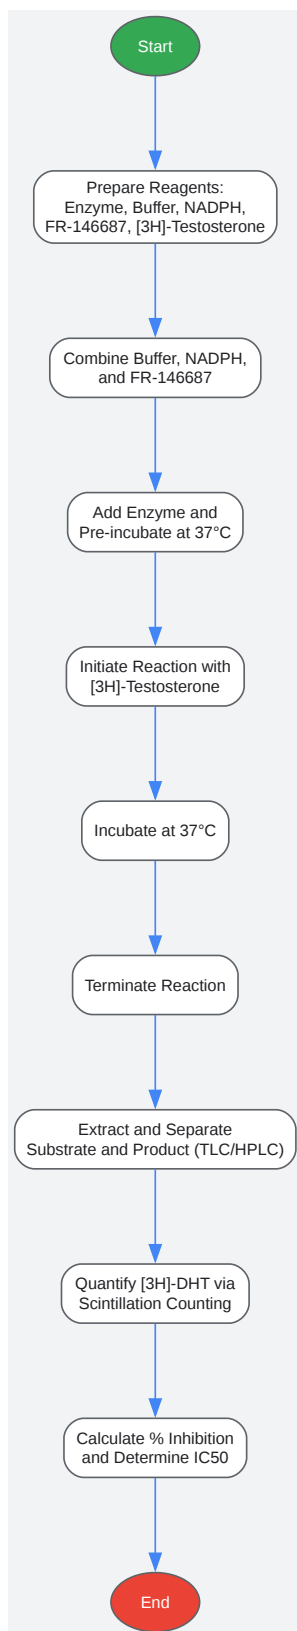 Start
Prepare Reagents:
Enzyme, Buffer, NADPH,
FR-146687, [3H]-Testosterone
Combine Buffer, NADPH,
and FR-146687
Add Enzyme and
Pre-incubate at 37°C
Initiate Reaction with
[3H]-Testosterone
Incubate at 37°C
Terminate Reaction
Extract and Separate
Substrate and Product (TLC/HPLC)
Quantify [3H]-DHT via
Scintillation Counting
Calculate % Inhibition
and Determine IC50
End